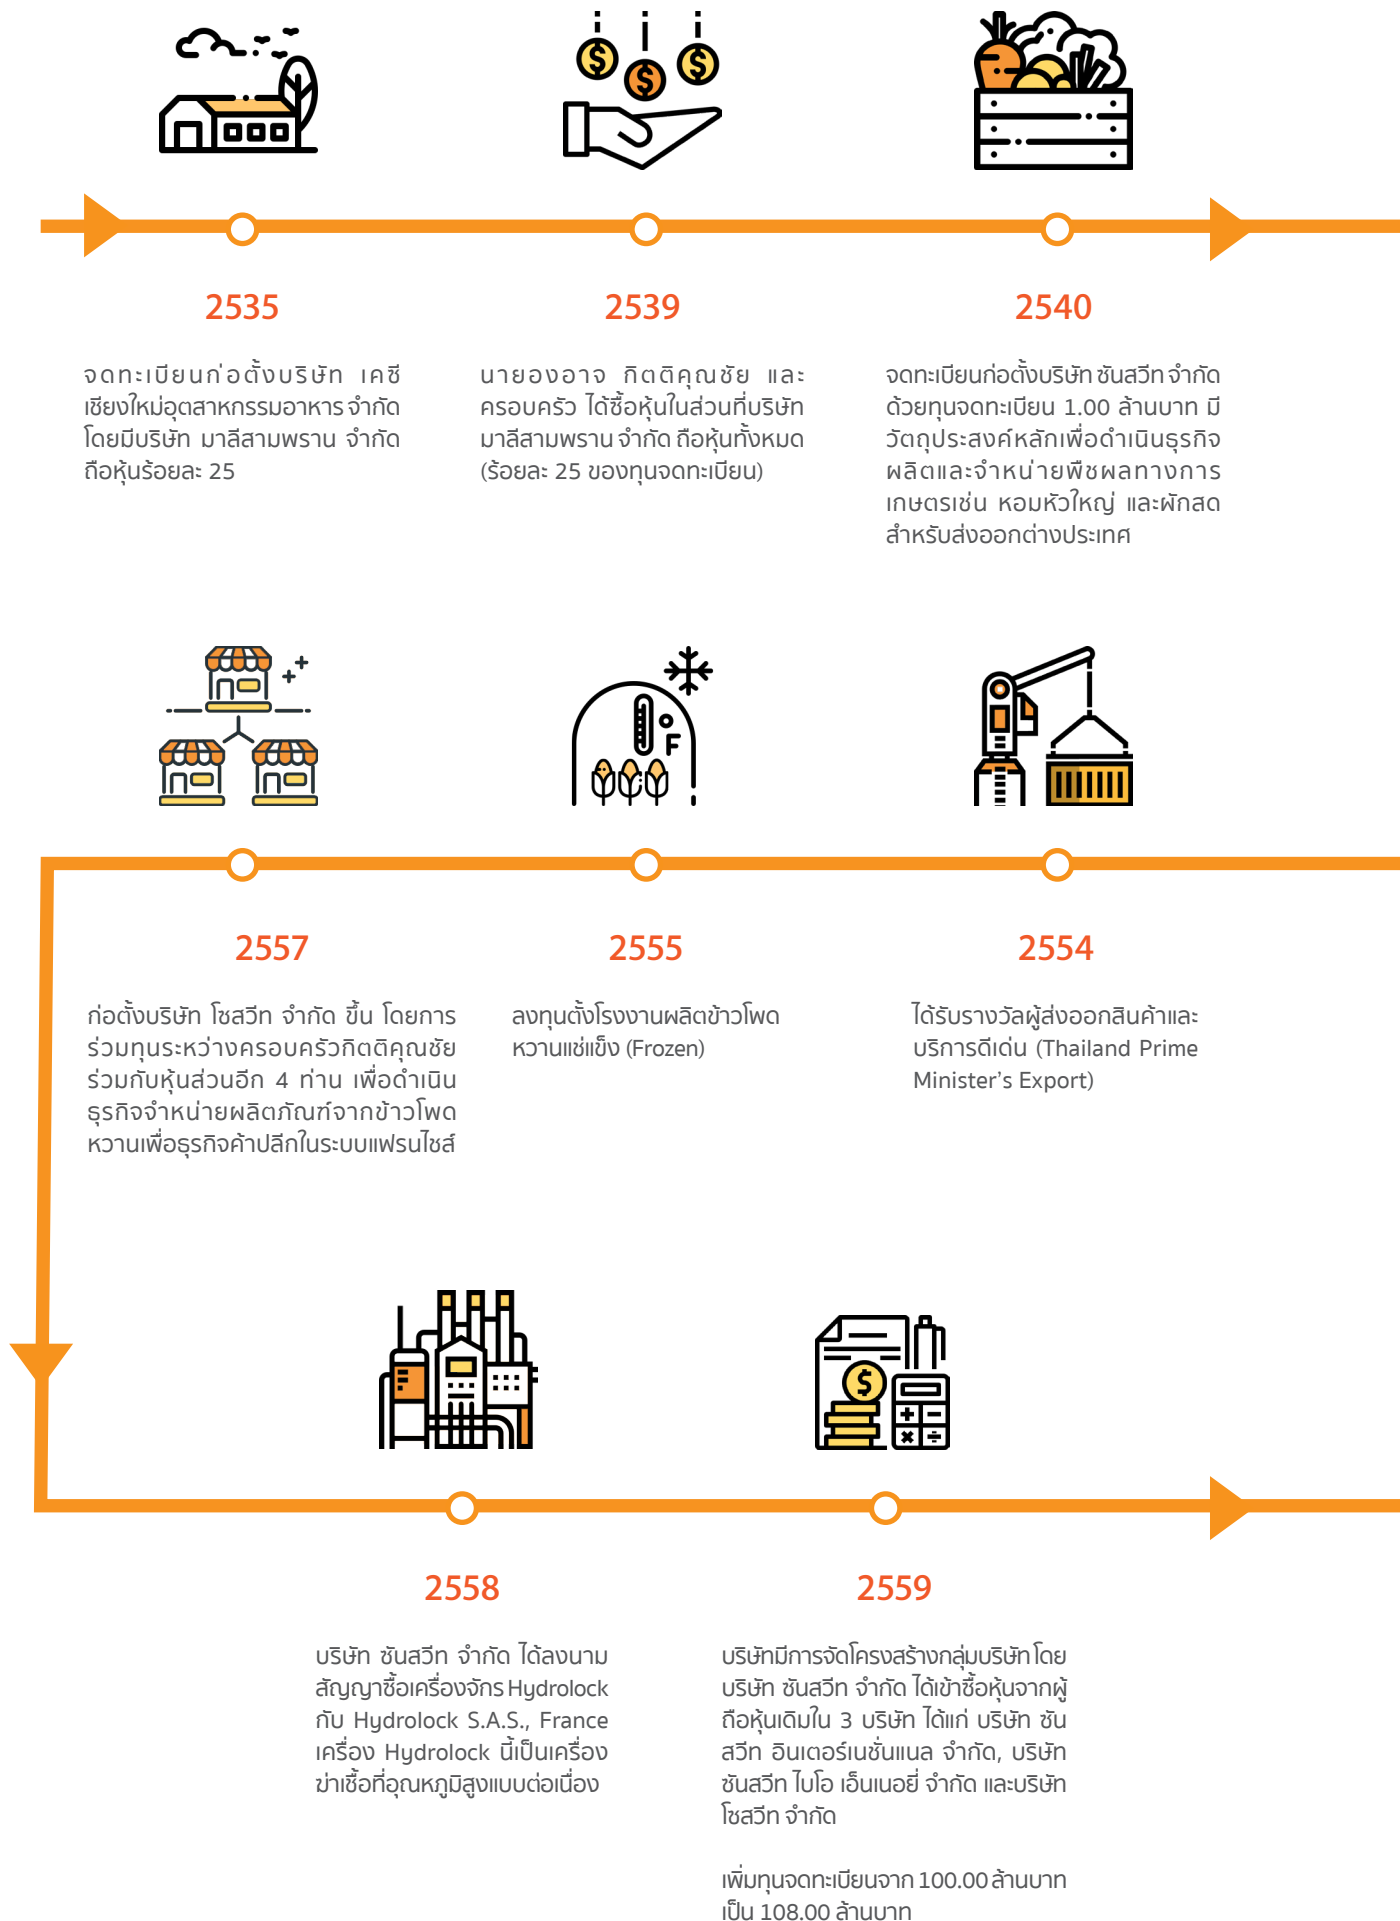 2535
จดทะเบียนก่อตั้งบริษัท เคซี
เชียงใหม่อุตสาหกรรมอาหาร จำกัด
โดยมีบริษัท มาลีสามพราน จำกัด
ถือหุ้นร้อยละ 25
2539
นายองอาจ กิตติคุณชัย และ
ครอบครัว ได้ซื้อหุ้นในส่วนที่บริษัท
มาลีสามพราน จำกัด ถือหุ้นทั้งหมด
(ร้อยละ 25 ของทุนจดทะเบียน)
2540
จดทะเบียนก่อตั้งบริษัท ซันสวีท จำกัด
ด้วยทุนจดทะเบียน 1.00 ล้านบาท มี
วัตถุประสงค์หลักเพื่อดำเนินธุรกิจ
ผลิตและจำหน่ายพืชผลทางการ
เกษตรเช่น หอมหัวใหญ่ และผักสด
สำหรับส่งออกต่างประเทศ
°F
2557
ก่อตั้งบริษัท โซสวีท จำกัด ขึ้น โดยการ
ร่วมทุนระหว่างครอบครัวกิตติคุณชัย
ร่วมกับหุ้นส่วนอีก 4 ท่าน เพื่อดำเนิน
ธุรกิจจำหน่ายผลิตภัณฑ์จากข้าวโพด
หวานเพื่อธุรกิจค้าปลีกในระบบแฟรนไชส์
2555
ลงทุนตั้งโรงงานผลิตข้าวโพด
หวานแช่แข็ง (Frozen)
2554
ได้รับรางวัลผู้ส่งออกสินค้าและ
บริการดีเด่น (Thailand Prime
Minister’s Export)
2558
บริษัท ซันสวีท จำกัด ได้ลงนาม
สัญญาซื้อเครื่องจักร Hydrolock
กับ Hydrolock S.A.S., France
เครื่อง Hydrolock นี้เป็นเครื่อง
ฆ่าเชื้อที่อุณหภูมิสูงแบบต่อเนื่อง
2559
บริษัทมีการจัดโครงสร้างกลุ่มบริษัท โดย
บริษัท ซันสวีท จำกัด ได้เข้าซื้อหุ้นจากผู้
ถือหุ้นเดิมใน 3 บริษัท ได้แก่ บริษัท ซัน
สวีท อินเตอร์เนชั่นแนล จำกัด, บริษัท
ซันสวีท ไบโอ เอ็นเนอยี่ จำกัด และบริษัท
โซสวีท จำกัด
เพิ่มทุนจดทะเบียนจาก 100.00 ล้านบาท
เป็น 108.00 ล้านบาท